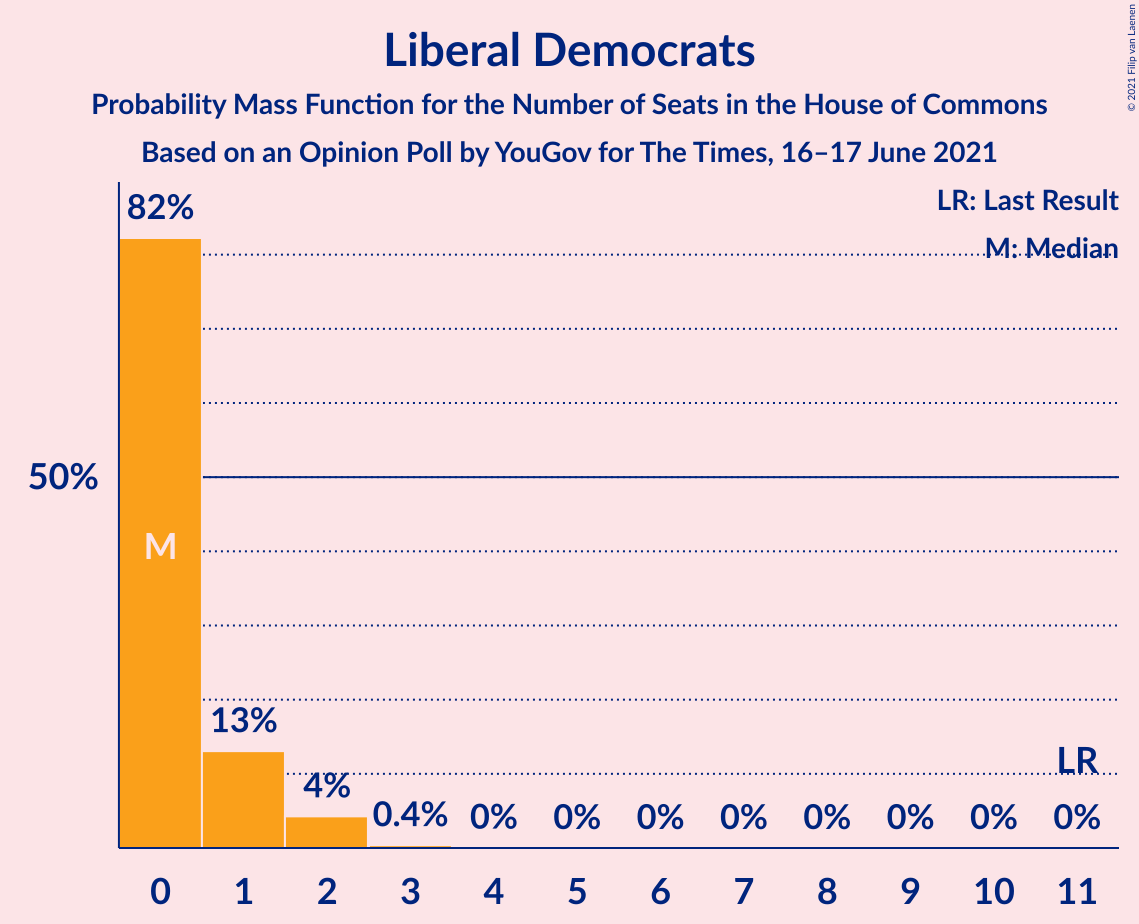 Liberal Democrats
Probability Mass Function for the Number of Seats in the House of Commons
Based on an Opinion Poll by YouGov for The Times, 16–17 June 2021
© 2021 Filip van Laenen
LR: Last Result
M: Median
82%
50%
M
13%
4%
0.4%
0%
0%
0%
0%
0%
0%
0%
LR
0%
0 1 2 3 4 5 6 7 8 9 10 11